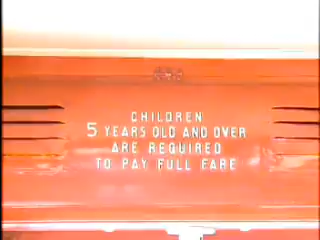 CHILDREN
5 YEARS OLD AND OVER
ARE REQUIRED
TO PAY FULL FARE